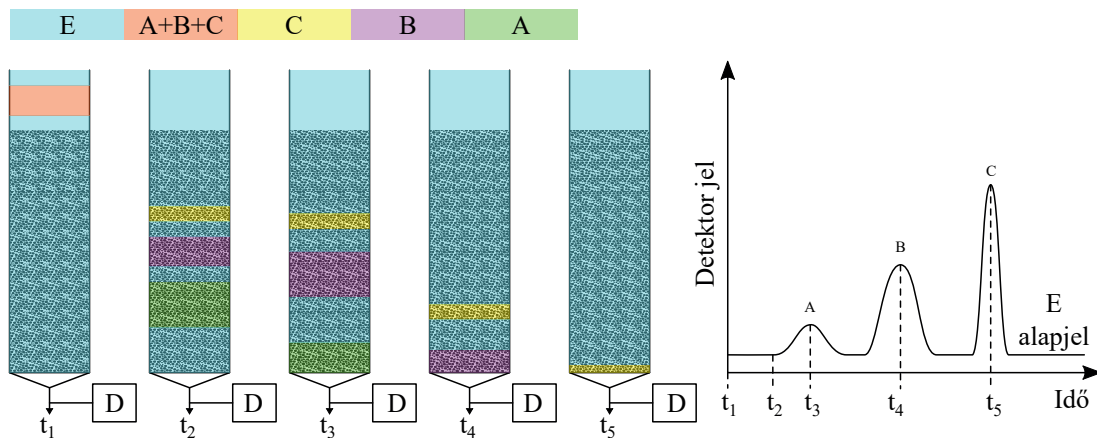 E A+B+C C B A
D D D D D
t1 t2 t3 t4 t5
Detektor jel
A
B
C
E
alapjel
t1 t2 t3 t4 t5 Idő